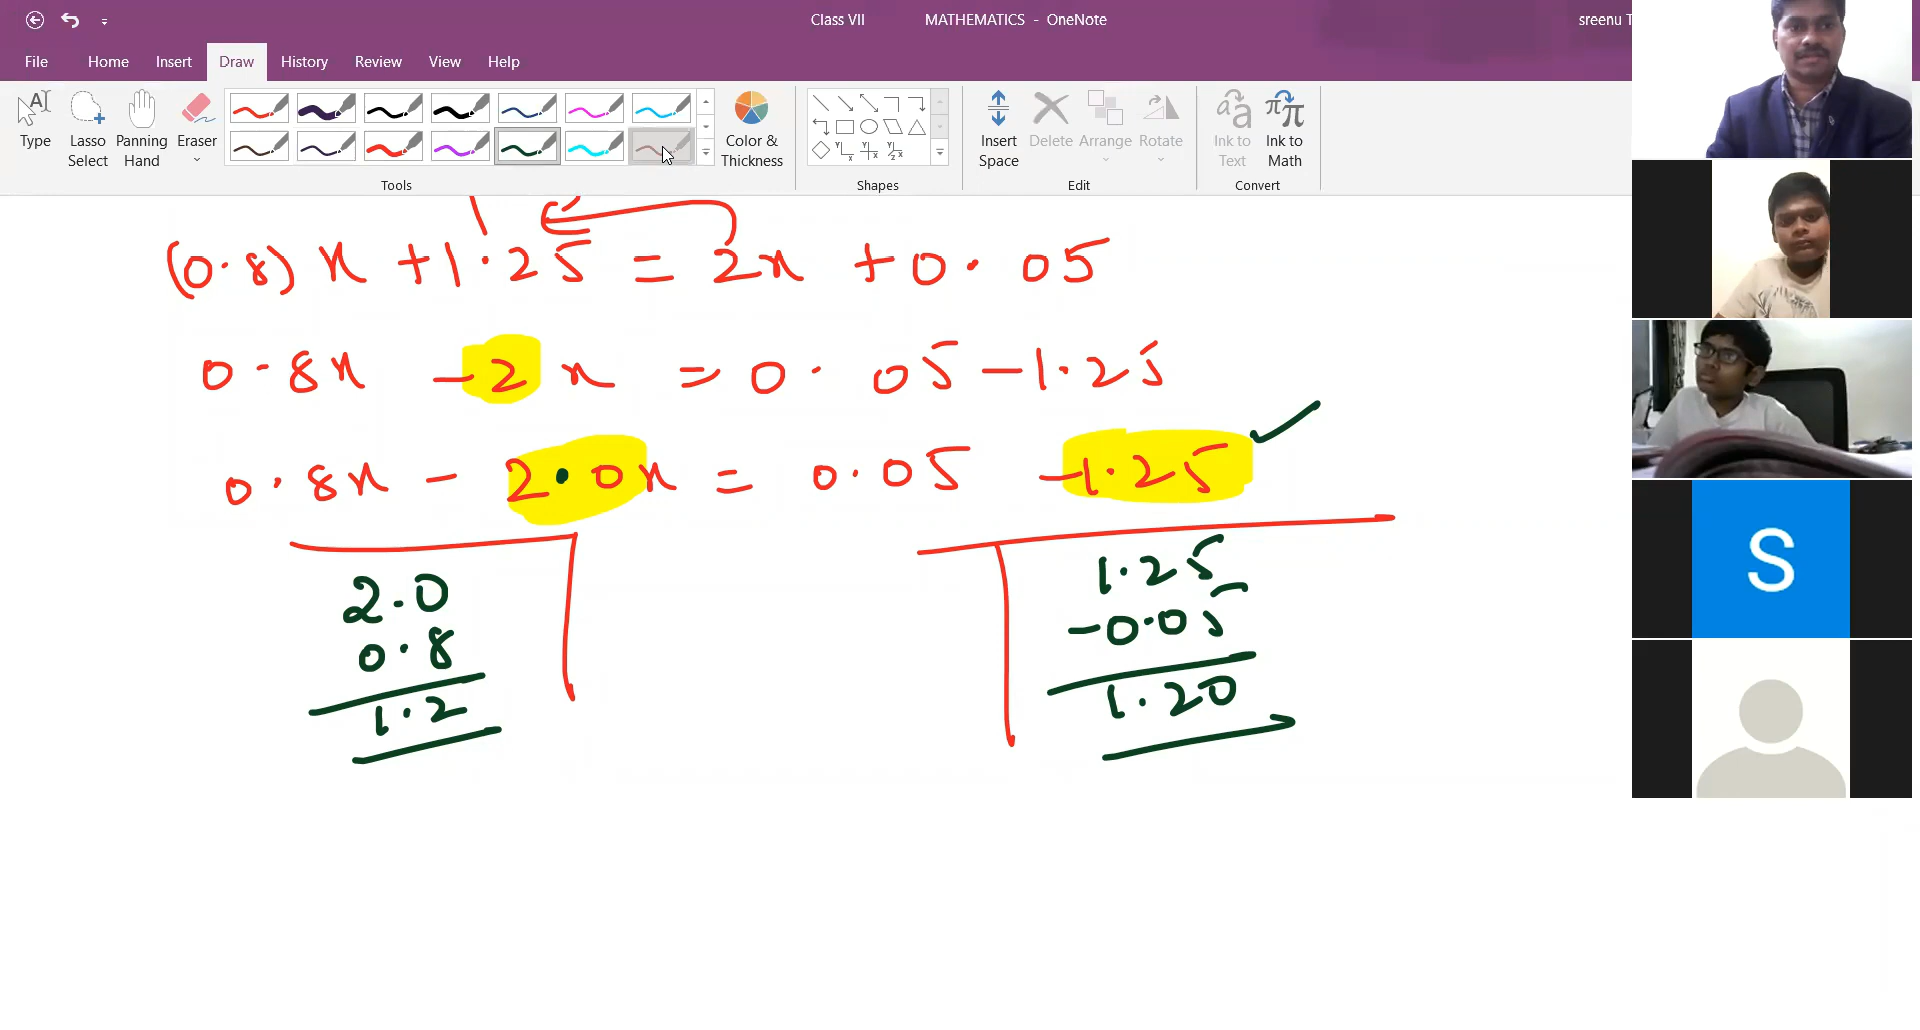 Class VII MATHEMATICS - OneNote sreenu T
File Home Insert Draw History Review View Help
Type Lasso Select Panning Hand Eraser Color & Thickness Insert Space Delete Arrange Rotate Ink to Text Ink to Math
Tools Shapes Edit Convert
(0.8) x + 1.25 = 2x + 0.05
0.8x - 2x = 0.05 - 1.25
0.8x - 2.0x = 0.05 - 1.25
2.0 1.25
0.8 -0.05
1.2 1.20
S